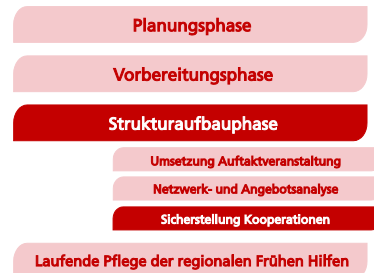 Planungsphase
Vorbereitungsphase
Strukturaufbauphase
Umsetzung Auftaktveranstaltung
Netzwerk- und Angebotsanalyse
Sicherstellung Kooperationen
Laufende Pflege der regionalen Frühen Hilfen